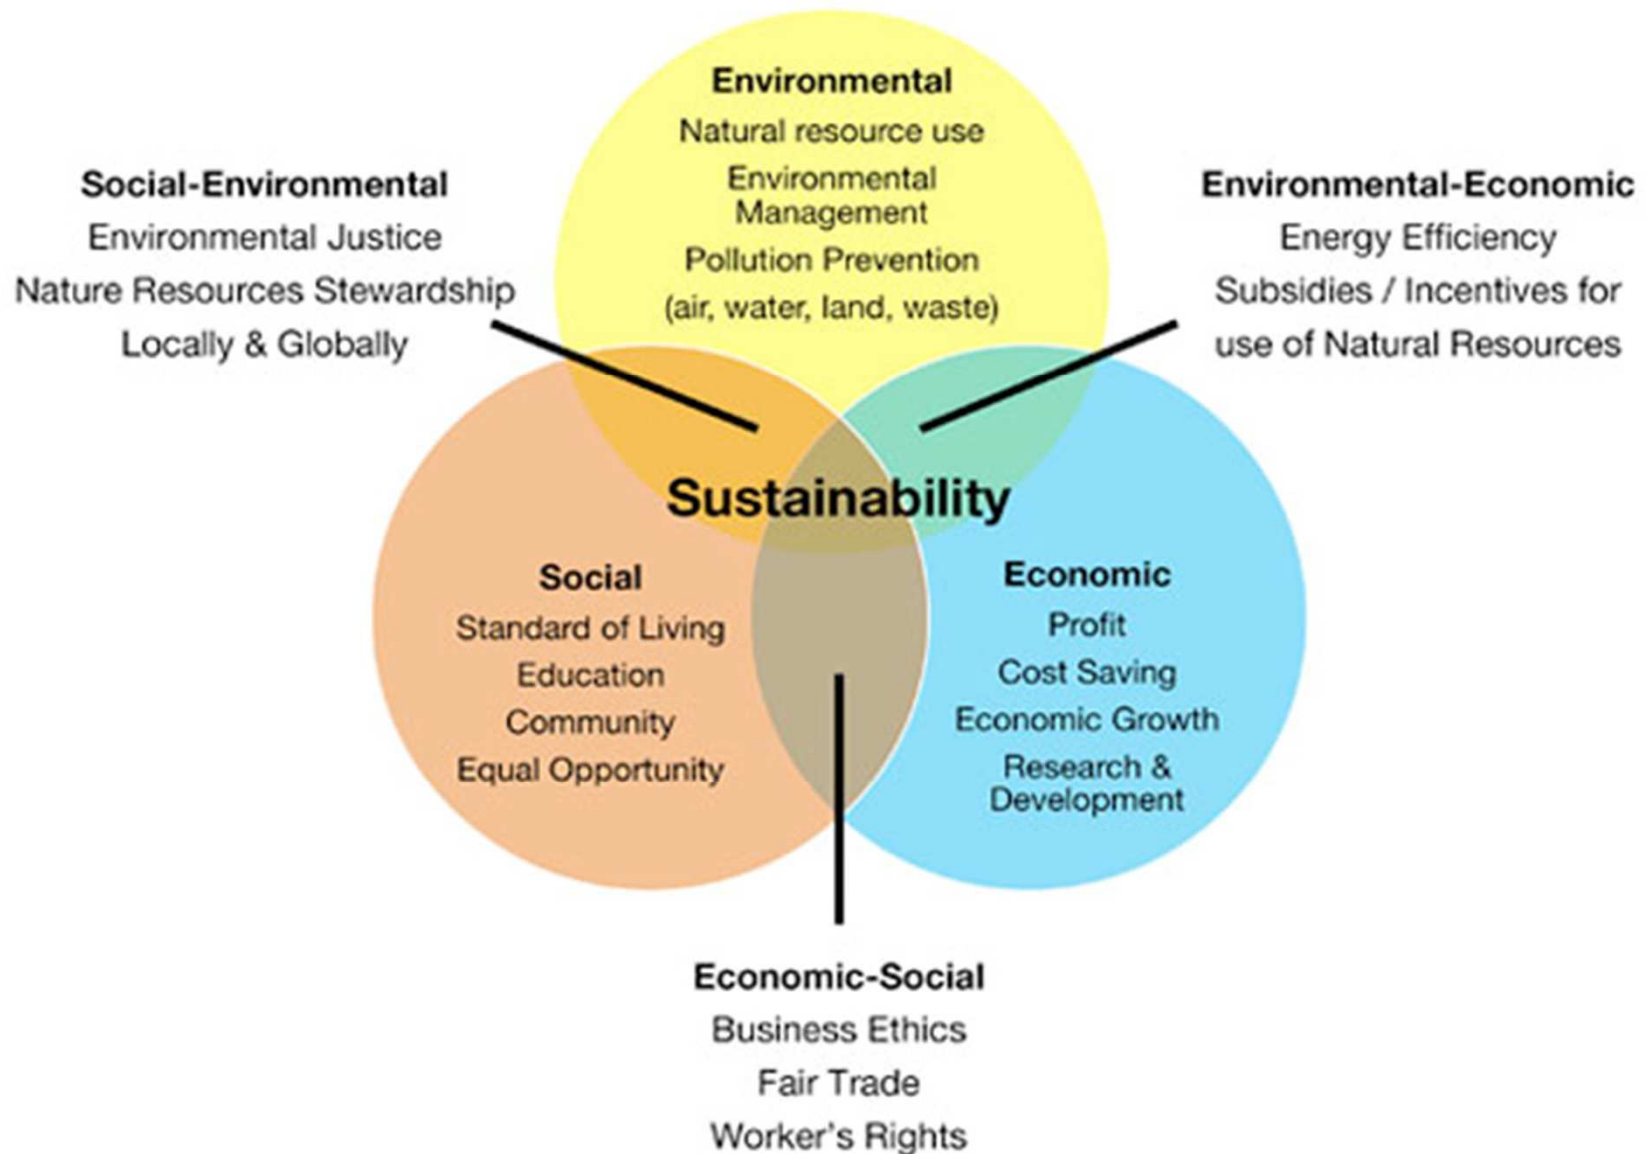 Environmental
Natural resource use
Environmental
Management
Pollution Prevention
(air, water, land, waste)
Social-Environmental
Environmental Justice
Nature Resources Stewardship
Locally & Globally
Environmental-Economic
Energy Efficiency
Subsidies / Incentives for
use of Natural Resources
Sustainability
Social
Standard of Living
Education
Community
Equal Opportunity
Economic
Profit
Cost Saving
Economic Growth
Research &
Development
Economic-Social
Business Ethics
Fair Trade
Worker's Rights